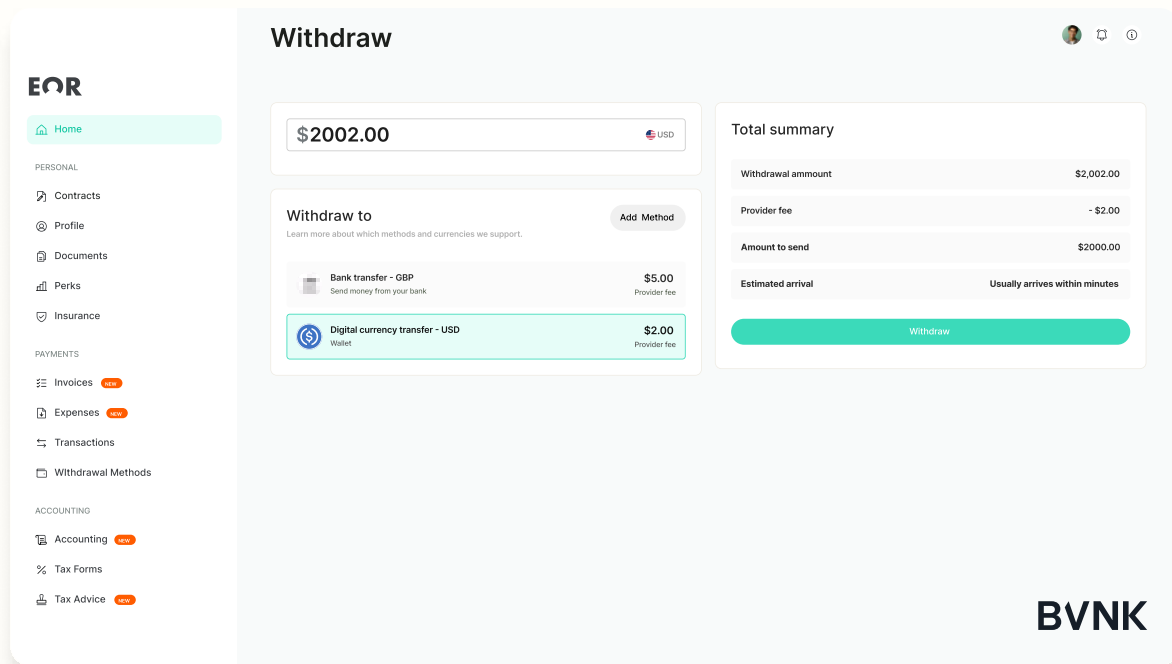 Withdraw
EOR
Home
PERSONAL
Contracts
Profile
Documents
Perks
Insurance
PAYMENTS
Invoices NEW
Expenses NEW
Transactions
WIthdrawal Methods
ACCOUNTING
Accounting NEW
Tax Forms
Tax Advice NEW
$2002.00 USD
Withdraw to
Add Method
Learn more about which methods and currencies we support.
Bank transfer - GBP $5.00
Send money from your bank Provider fee
Digital currency transfer - USD $2.00
Wallet Provider fee
Total summary
Withdrawal ammount $2,002.00
Provider fee - $2.00
Amount to send $2000.00
Estimated arrival Usually arrives within minutes
Withdraw
BVNK